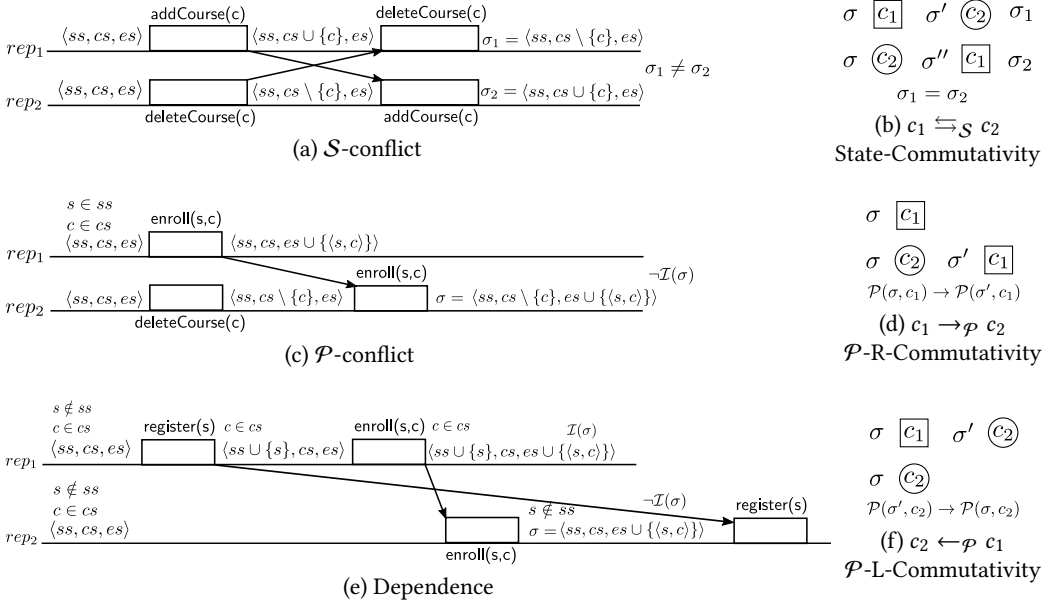 addCourse(c) deleteCourse(c)
rep₁ ⟨ss, cs, es⟩ ⟨ss, cs ∪ {c}, es⟩ σ₁ = ⟨ss, cs \ {c}, es⟩
σ₁ ≠ σ₂
rep₂ ⟨ss, cs, es⟩ ⟨ss, cs \ {c}, es⟩ σ₂ = ⟨ss, cs ∪ {c}, es⟩
deleteCourse(c) addCourse(c)
(a) 𝒮-conflict
σ c₁ σ′ c₂ σ₁
σ c₂ σ″ c₁ σ₂
σ₁ = σ₂
(b) c₁ ⇆𝒮 c₂
State-Commutativity
s ∈ ss
c ∈ cs
enroll(s,c)
rep₁ ⟨ss, cs, es⟩ ⟨ss, cs, es ∪ {⟨s, c⟩}⟩
enroll(s,c)
¬ℐ(σ)
rep₂ ⟨ss, cs, es⟩ ⟨ss, cs \ {c}, es⟩ σ = ⟨ss, cs \ {c}, es ∪ {⟨s, c⟩}⟩
deleteCourse(c)
(c) 𝒫-conflict
σ c₁
σ c₂ σ′ c₁
𝒫(σ, c₁) → 𝒫(σ′, c₁)
(d) c₁ →𝒫 c₂
𝒫-R-Commutativity
s ∉ ss
c ∈ cs register(s) c ∈ cs enroll(s,c) c ∈ cs ℐ(σ)
rep₁ ⟨ss, cs, es⟩ ⟨ss ∪ {s}, cs, es⟩ ⟨ss ∪ {s}, cs, es ∪ {⟨s, c⟩}⟩
s ∉ ss
c ∈ cs s ∉ ss ¬ℐ(σ) register(s)
rep₂ ⟨ss, cs, es⟩ σ = ⟨ss, cs, es ∪ {⟨s, c⟩}⟩
enroll(s,c)
(e) Dependence
σ c₁ σ′ c₂
σ c₂
𝒫(σ′, c₂) → 𝒫(σ, c₂)
(f) c₂ ←𝒫 c₁
𝒫-L-Commutativity